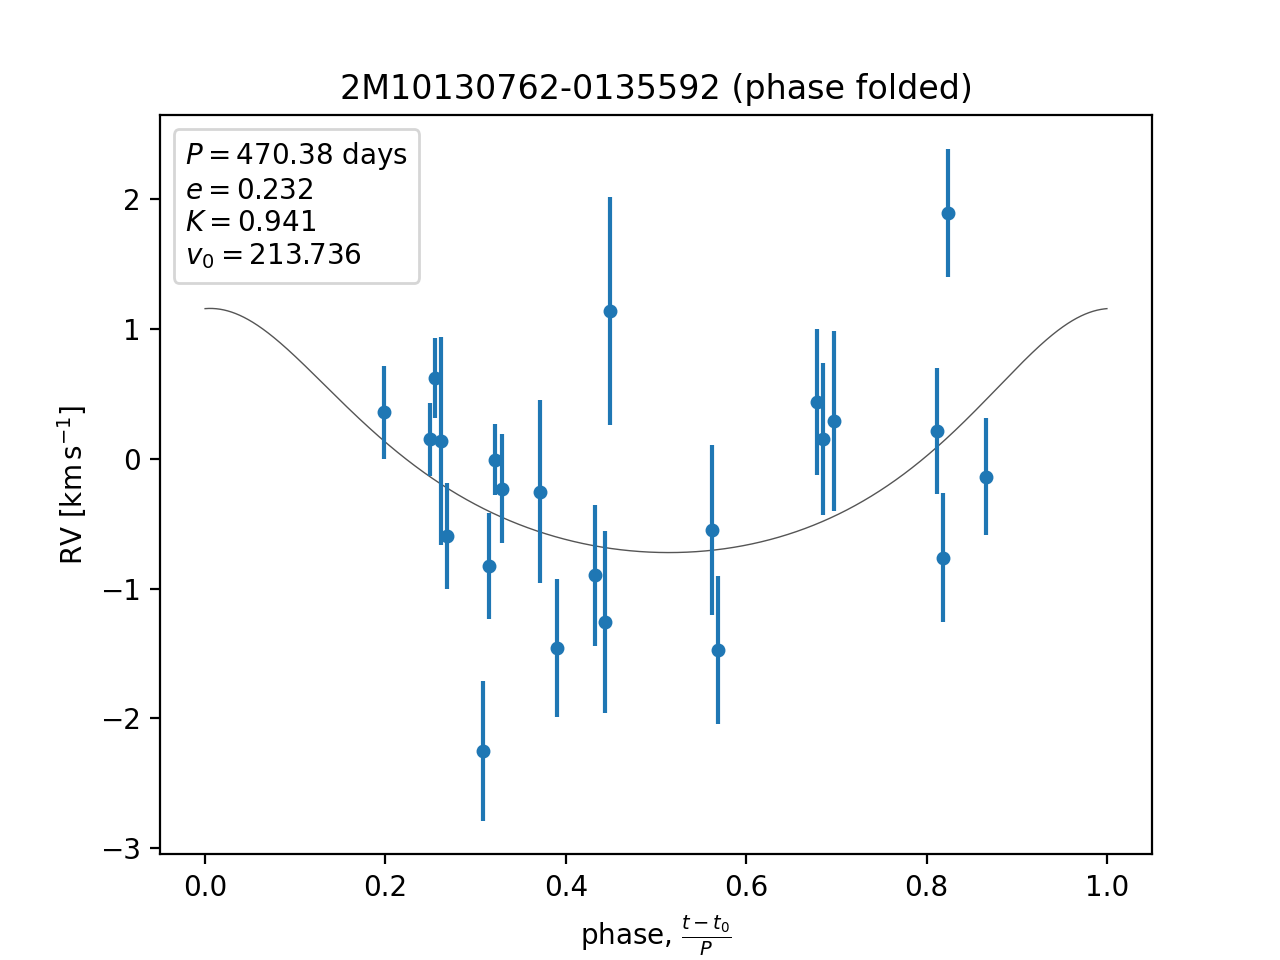 2M10130762-0135592 (phase folded)
P = 470.38 days
e = 0.232
K = 0.941
v₀ = 213.736
2
1
0
−1
−2
−3
RV [km s⁻¹]
0.0 0.2 0.4 0.6 0.8 1.0
phase, (t − t₀)/P